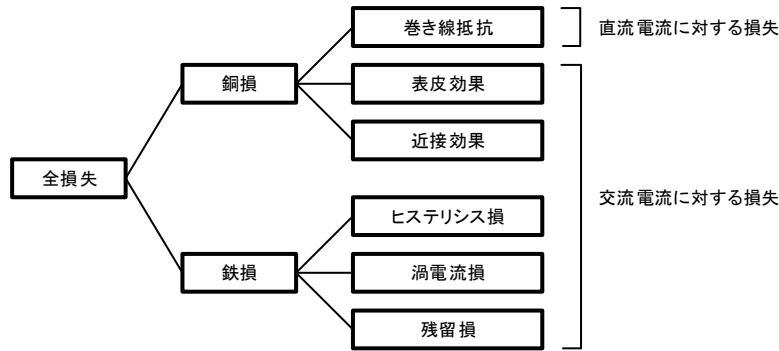 巻き線抵抗
直流電流に対する損失
銅損
表皮効果
近接効果
全損失
交流電流に対する損失
ヒステリシス損
鉄損
渦電流損
残留損